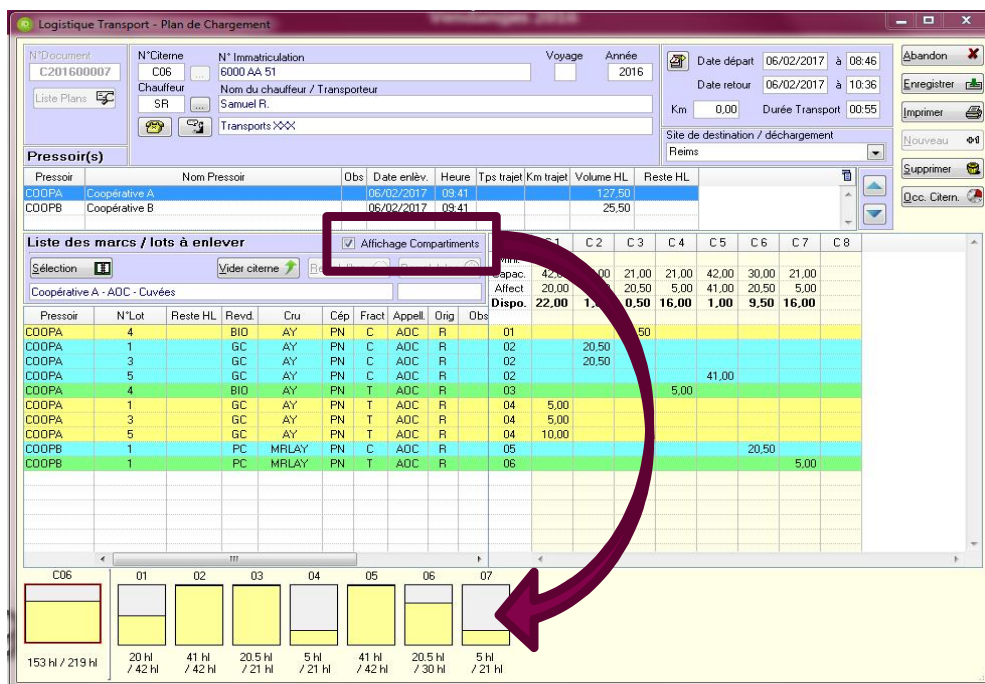 Vendanges 2016
Logistique Transport - Plan de Chargement
N°Document N°Citerne N° Immatriculation Voyage Année
C201600007 C06 ... 6000 AA 51 2016 Date départ 06/02/2017 à 08:46 Abandon
Chauffeur Nom du chauffeur / Transporteur Date retour 06/02/2017 à 10:36 Enregistrer
Liste Plans SR ... Samuel R. Km 0,00 Durée Transport 00:55 Imprimer
Transports XXX Site de destination / déchargement Nouveau
Pressoir(s) Reims Supprimer
Pressoir Nom Pressoir Obs Date enlèv. Heure Tps trajet Km trajet Volume HL Reste HL Occ. Citern.
COOPA Coopérative A 06/02/2017 09:41 127,50
COOPB Coopérative B 06/02/2017 09:41 25,50
Liste des marcs / lots à enlever Affichage Compartiments C 2 C 3 C 4 C 5 C 6 C 7 C 8
Sélection Vider citerne Capac. 42,00 21,00 21,00 42,00 30,00 21,00
Coopérative A - AOC - Cuvées Affect 20,00 20,50 5,00 41,00 20,50 5,00
Dispo. 22,00 0,50 16,00 1,00 9,50 16,00
Pressoir N°Lot Reste HL Revd. Cru Cép Fract Appell. Orig Obs
COOPA 4 BIO AY PN C AOC R 01
COOPA 1 GC AY PN C AOC R 02 20,50
COOPA 3 GC AY PN C AOC R 02 20,50
COOPA 5 GC AY PN C AOC R 02 41,00
COOPA 4 BIO AY PN T AOC R 03 5,00
COOPA 1 GC AY PN T AOC R 04 5,00
COOPA 3 GC AY PN T AOC R 04 5,00
COOPA 5 GC AY PN T AOC R 04 10,00
COOPB 1 PC MRLAY PN C AOC R 05 20,50
COOPB 1 PC MRLAY PN T AOC R 06 5,00
C06 01 02 03 04 05 06 07
153 hl / 219 hl 20 hl 41 hl 20.5 hl 5 hl 41 hl 20.5 hl 5 hl
/ 42 hl / 42 hl / 21 hl / 21 hl / 42 hl / 30 hl / 21 hl